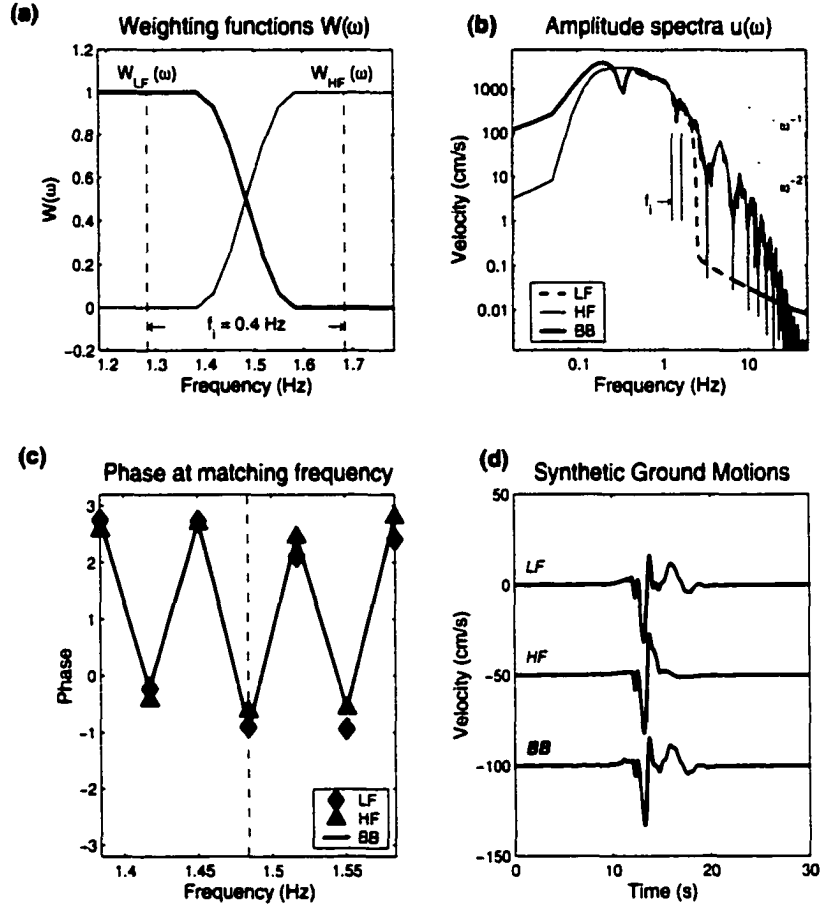 (a)
Weighting functions W(ω)
W_LF (ω)
W_HF (ω)
1
0.8
0.6
0.4
0.2
0
−0.2
W(ω)
f_i = 0.4 Hz
1.2 1.3 1.4 1.5 1.6 1.7
Frequency (Hz)
(b)
Amplitude spectra u(ω)
1000
100
10
1
0.1
0.01
Velocity (cm/s)
ω⁻¹
ω⁻²
f_i
LF
HF
BB
0.1 1 10
Frequency (Hz)
(c)
Phase at matching frequency
3
2
1
0
−1
−2
−3
Phase
LF
HF
BB
1.4 1.45 1.5 1.55
Frequency (Hz)
(d)
Synthetic Ground Motions
50
0
−50
−100
−150
Velocity (cm/s)
LF
HF
BB
0 10 20 30
Time (s)